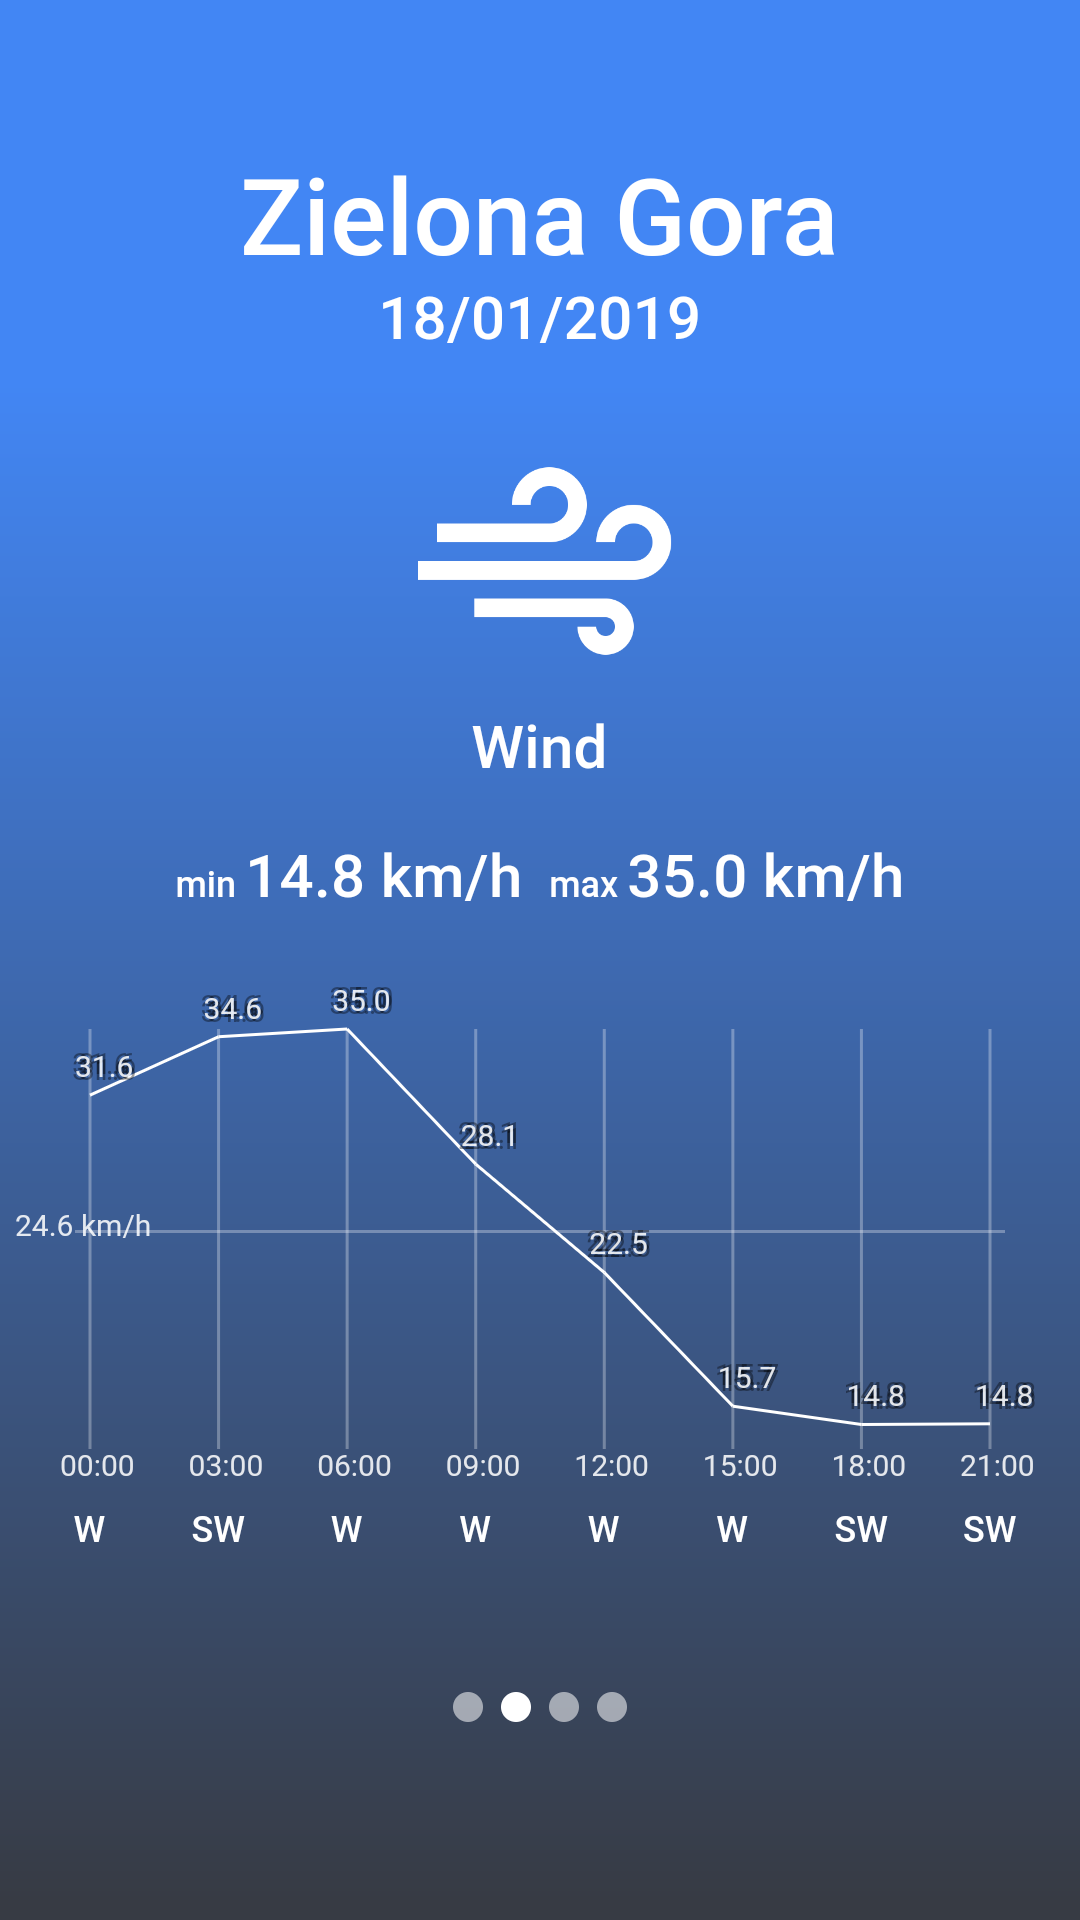 Zielona Gora
18/01/2019
Wind
min 14.8 km/h max 35.0 km/h
35.0
34.6
31.6
28.1
24.6 km/h
22.5
15.7
14.8 14.8
00:00 03:00 06:00 09:00 12:00 15:00 18:00 21:00
W SW W W W W SW SW